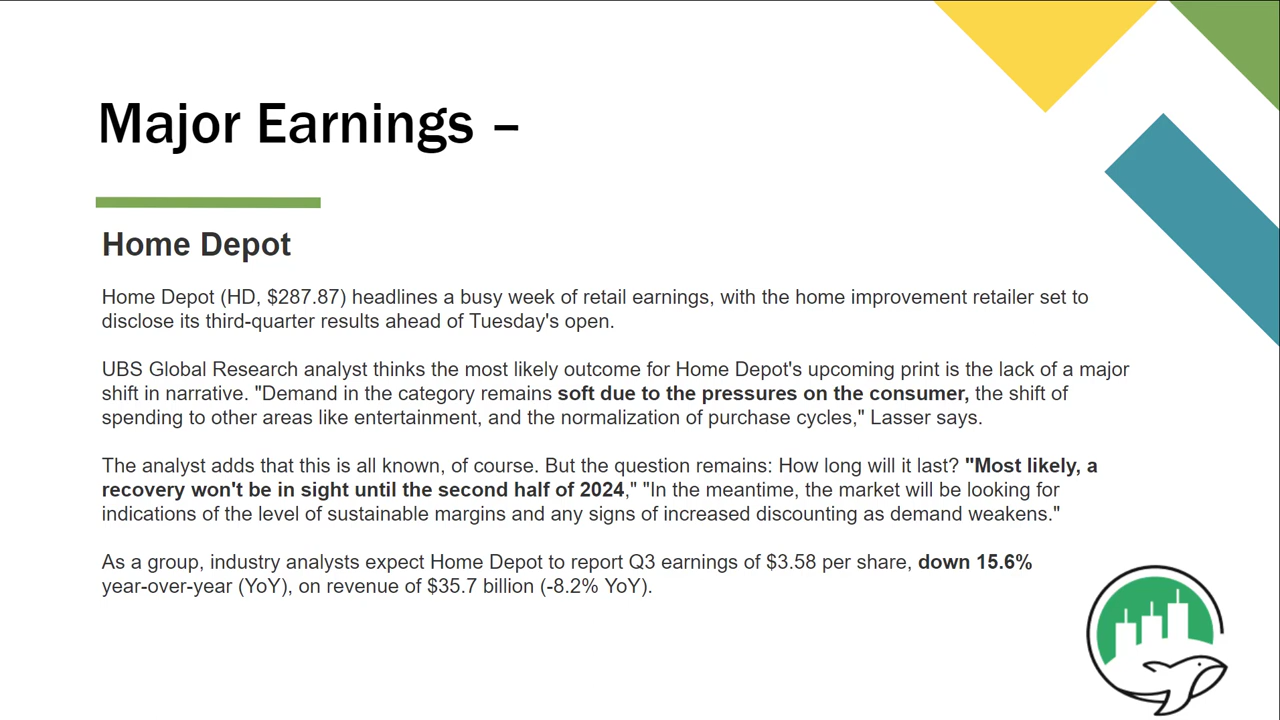 Major Earnings –
Home Depot
Home Depot (HD, $287.87) headlines a busy week of retail earnings, with the home improvement retailer set to
disclose its third-quarter results ahead of Tuesday's open.
UBS Global Research analyst thinks the most likely outcome for Home Depot's upcoming print is the lack of a major
shift in narrative. "Demand in the category remains soft due to the pressures on the consumer, the shift of
spending to other areas like entertainment, and the normalization of purchase cycles," Lasser says.
The analyst adds that this is all known, of course. But the question remains: How long will it last? "Most likely, a
recovery won't be in sight until the second half of 2024," "In the meantime, the market will be looking for
indications of the level of sustainable margins and any signs of increased discounting as demand weakens."
As a group, industry analysts expect Home Depot to report Q3 earnings of $3.58 per share, down 15.6%
year-over-year (YoY), on revenue of $35.7 billion (-8.2% YoY).